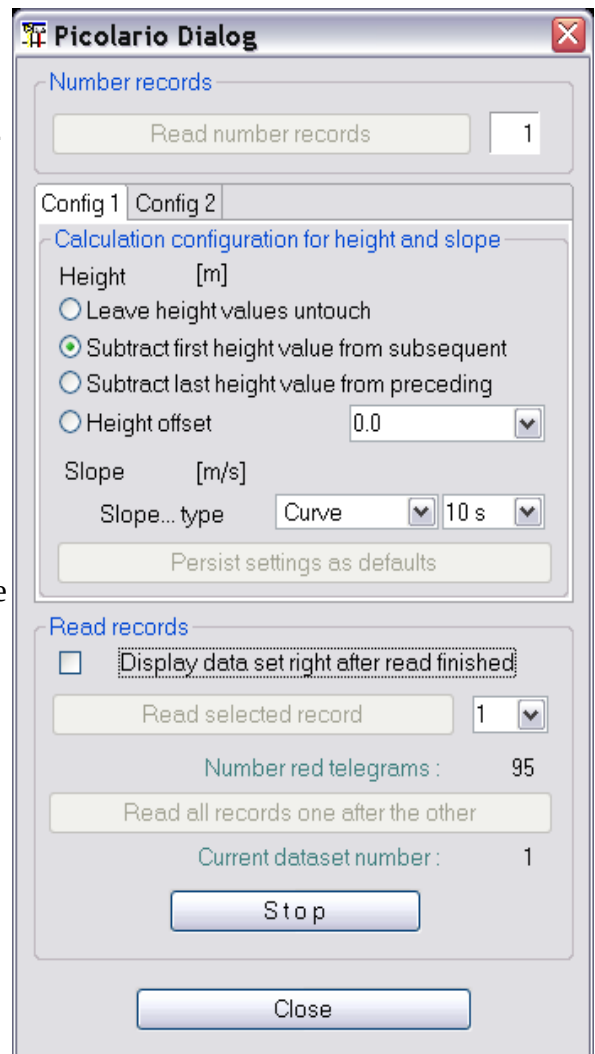 Picolario Dialog
Number records
Read number records 1
Config 1 Config 2
Calculation configuration for height and slope
Height [m]
Leave height values untouch
Subtract first height value from subsequent
Subtract last height value from preceding
Height offset 0.0
Slope [m/s]
Slope... type Curve 10 s
Persist settings as defaults
e
Read records
Display data set right after read finished
Read selected record 1
Number red telegrams : 95
Read all records one after the other
Current dataset number : 1
Stop
Close